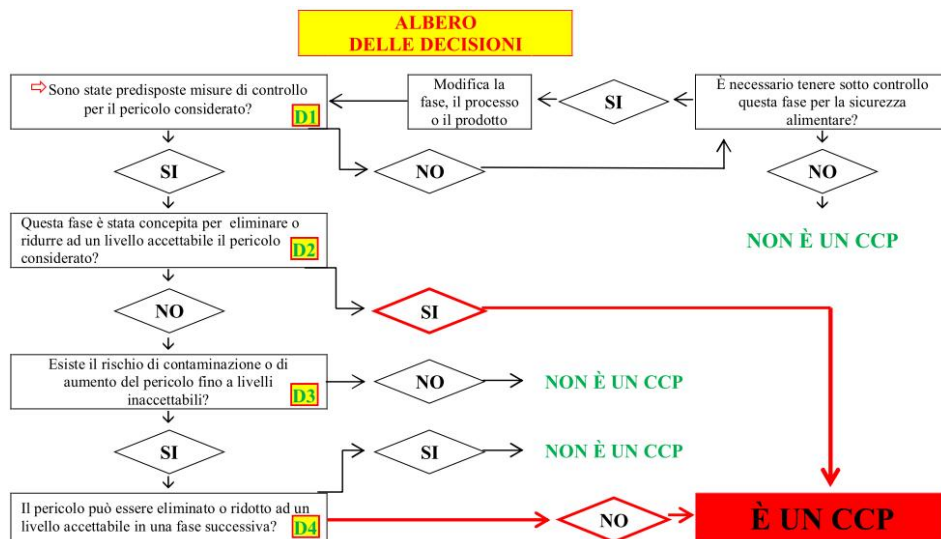 ALBERO
DELLE DECISIONI
⇨ Sono state predisposte misure di controllo
per il pericolo considerato?
D1
Modifica la
fase, il processo
o il prodotto
SI
È necessario tenere sotto controllo
questa fase per la sicurezza
alimentare?
SI
NO
NO
NON È UN CCP
Questa fase è stata concepita per eliminare o
ridurre ad un livello accettabile il pericolo
considerato?
D2
NO
SI
Esiste il rischio di contaminazione o di
aumento del pericolo fino a livelli
inaccettabili?
D3
NO
NON È UN CCP
SI
SI
NON È UN CCP
Il pericolo può essere eliminato o ridotto ad un
livello accettabile in una fase successiva?
D4
NO
È UN CCP